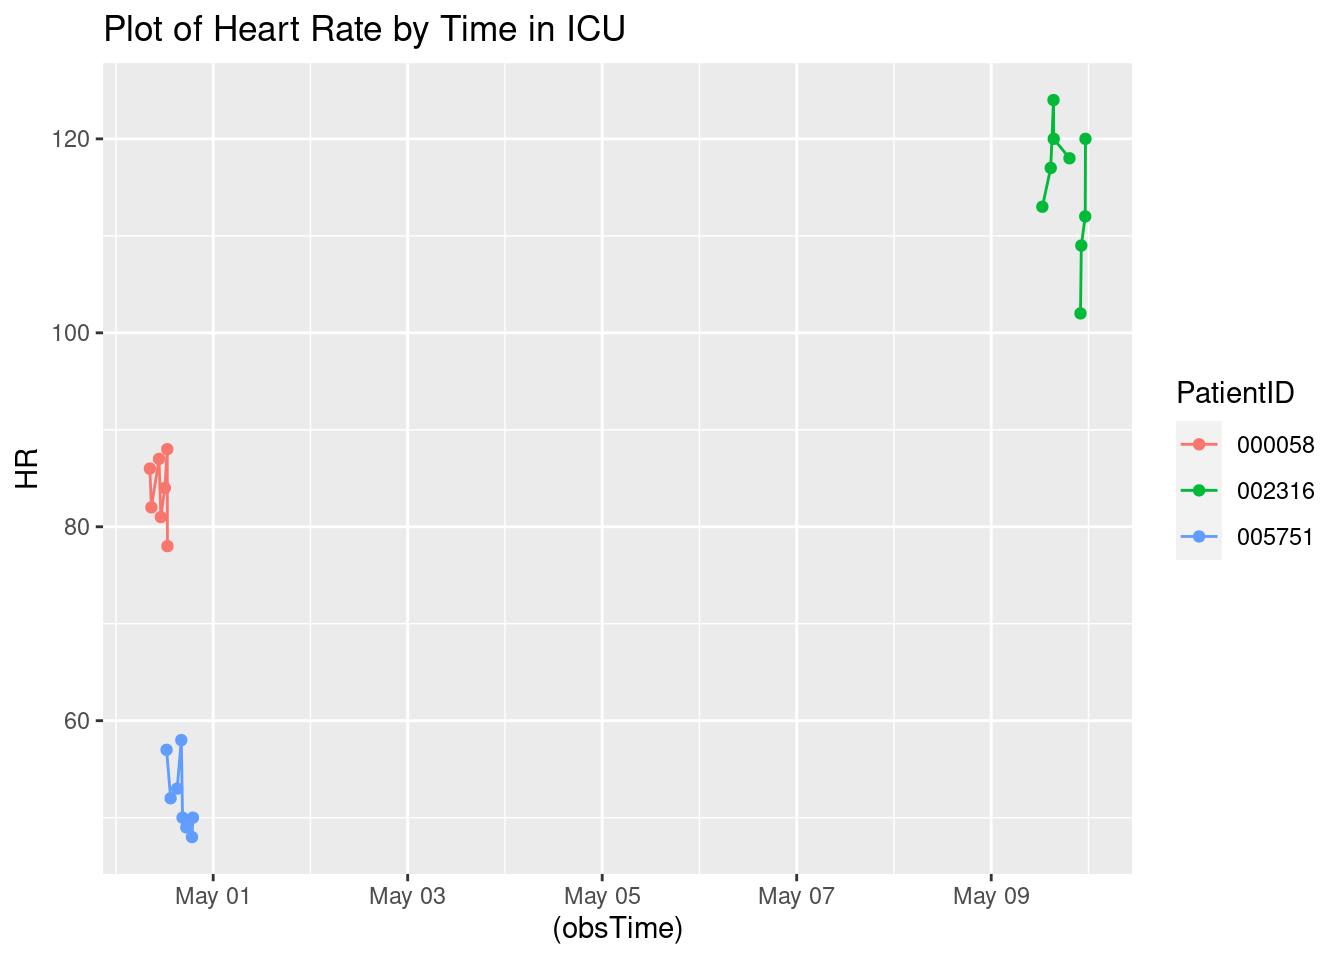 Plot of Heart Rate by Time in ICU
120
100
80
60
HR
May 01
May 03
May 05
May 07
May 09
(obsTime)
PatientID
000058
002316
005751